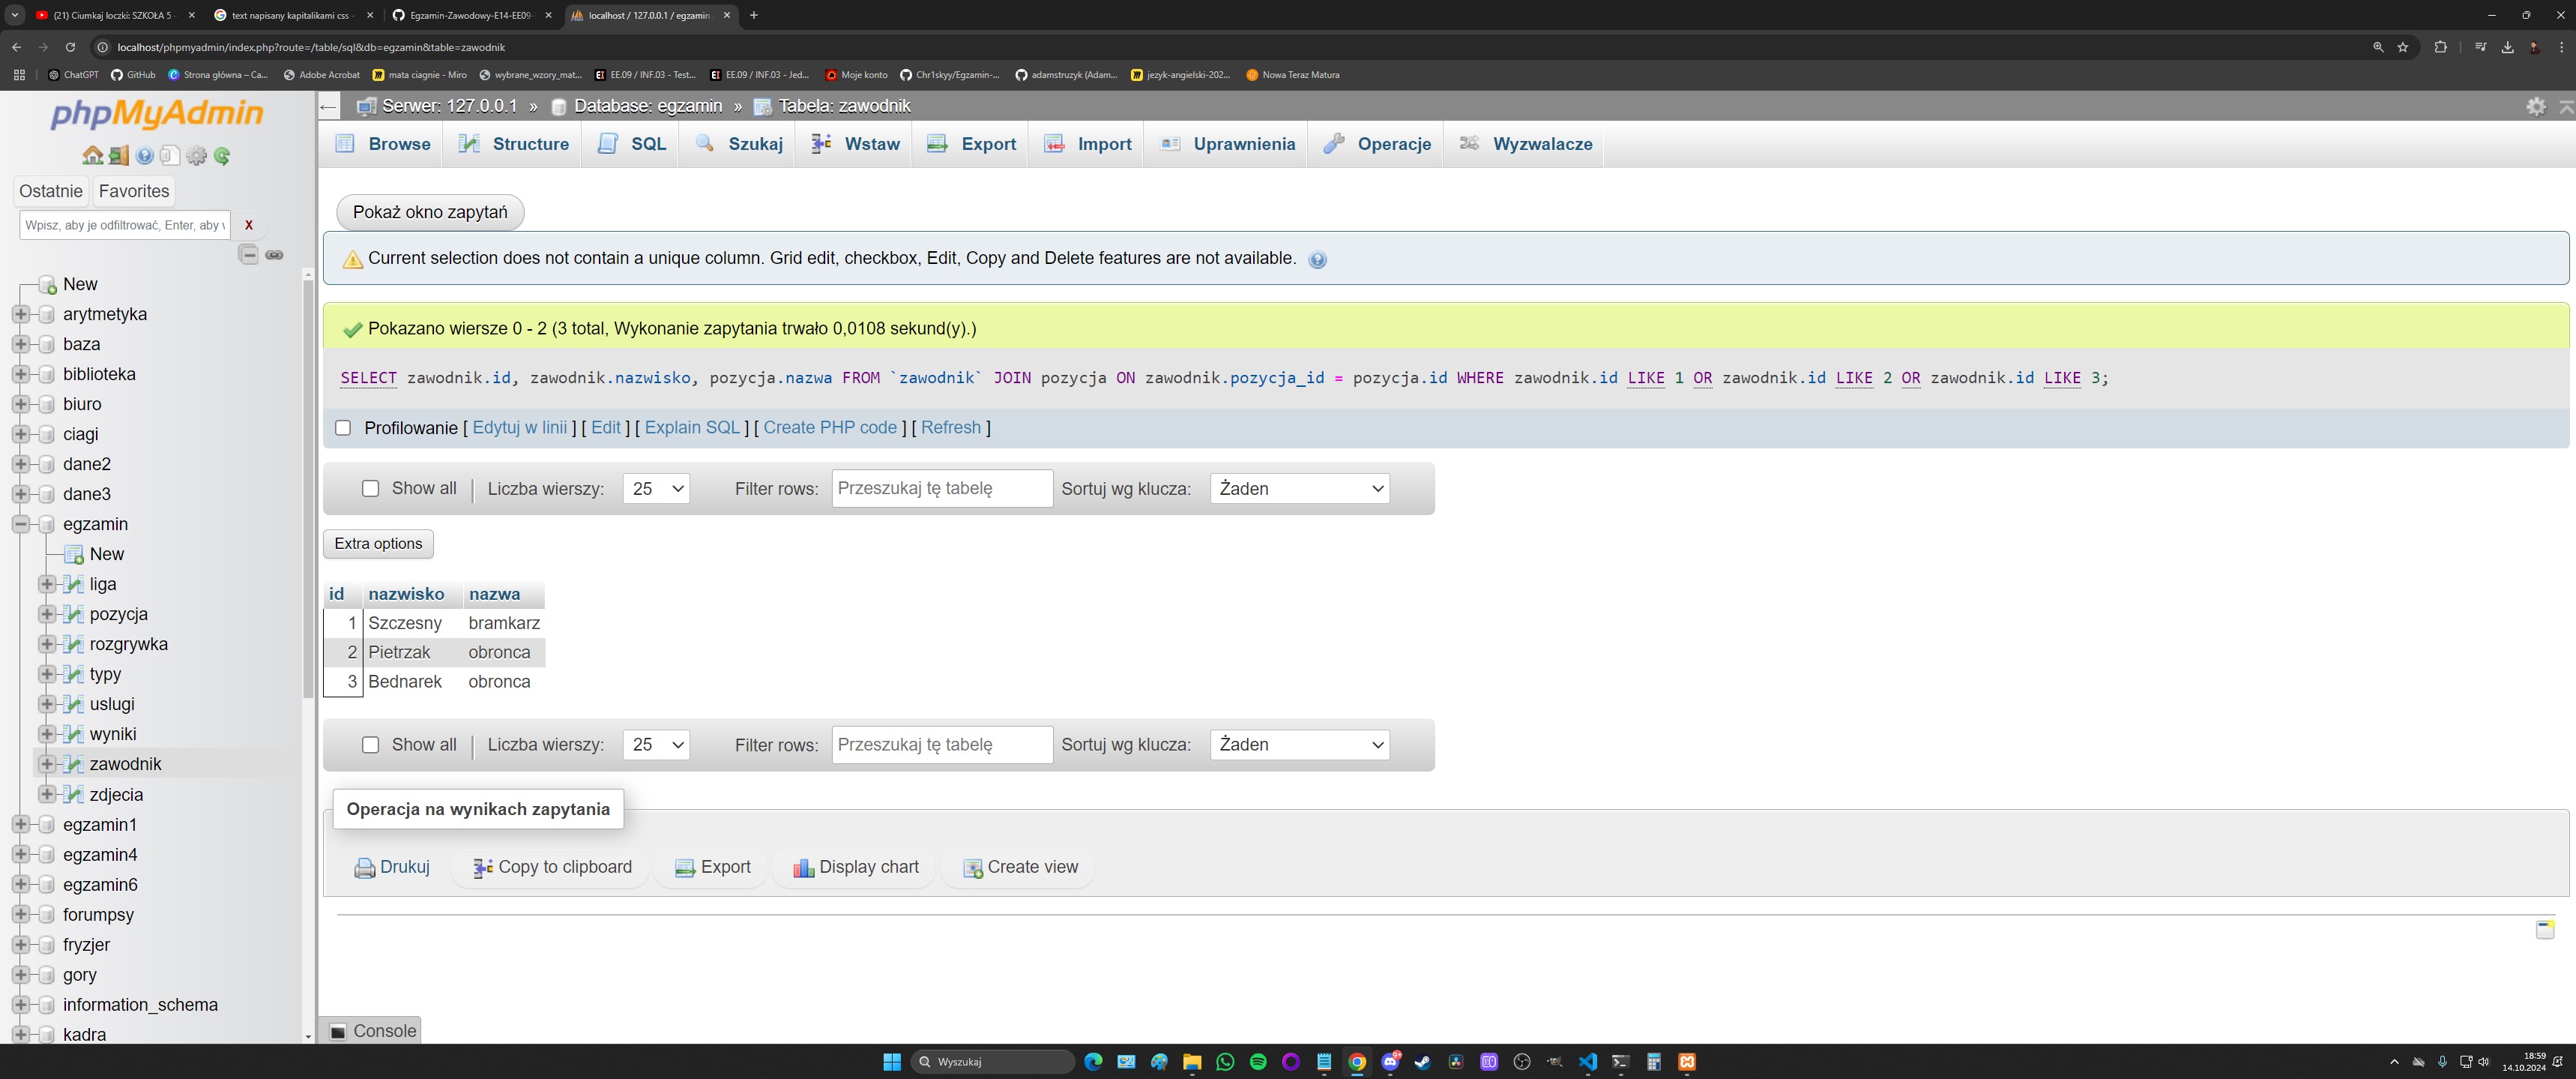 (21) Ciumkaj loczki: SZKOŁA 5
text napisany kapitalikami css -
Egzamin-Zawodowy-E14-EE09-
localhost / 127.0.0.1 / egzamin
localhost/phpmyadmin/index.php?route=/table/sql&db=egzamin&table=zawodnik
ChatGPT
GitHub
Strona główna – Ca...
Adobe Acrobat
mata ciagnie - Miro
wybrane_wzory_mat...
EE.09 / INF.03 - Test...
EE.09 / INF.03 - Jed...
Moje konto
Chr1skyy/Egzamin-...
adamstruzyk (Adam...
jezyk-angielski-202...
Nowa Teraz Matura
phpMyAdmin
Ostatnie Favorites
Wpisz, aby je odfiltrować, Enter, aby w
X
New
arytmetyka
baza
biblioteka
biuro
ciagi
dane2
dane3
egzamin
New
liga
pozycja
rozgrywka
typy
uslugi
wyniki
zawodnik
zdjecia
egzamin1
egzamin4
egzamin6
forumpsy
fryzjer
gory
information_schema
kadra
Serwer: 127.0.0.1 » Database: egzamin » Tabela: zawodnik
Browse Structure SQL Szukaj Wstaw Export Import Uprawnienia Operacje Wyzwalacze
Pokaż okno zapytań
Current selection does not contain a unique column. Grid edit, checkbox, Edit, Copy and Delete features are not available.
Pokazano wiersze 0 - 2 (3 total, Wykonanie zapytania trwało 0,0108 sekund(y).)
SELECT zawodnik.id, zawodnik.nazwisko, pozycja.nazwa FROM `zawodnik` JOIN pozycja ON zawodnik.pozycja_id = pozycja.id WHERE zawodnik.id LIKE 1 OR zawodnik.id LIKE 2 OR zawodnik.id LIKE 3;
Profilowanie [ Edytuj w linii ] [ Edit ] [ Explain SQL ] [ Create PHP code ] [ Refresh ]
Show all Liczba wierszy: 25 Filter rows: Przeszukaj tę tabelę Sortuj wg klucza: Żaden
Extra options
id nazwisko nazwa
1 Szczesny bramkarz
2 Pietrzak obronca
3 Bednarek obronca
Show all Liczba wierszy: 25 Filter rows: Przeszukaj tę tabelę Sortuj wg klucza: Żaden
Operacja na wynikach zapytania
Drukuj Copy to clipboard Export Display chart Create view
Console
Wyszukaj
9+
18:59
14.10.2024